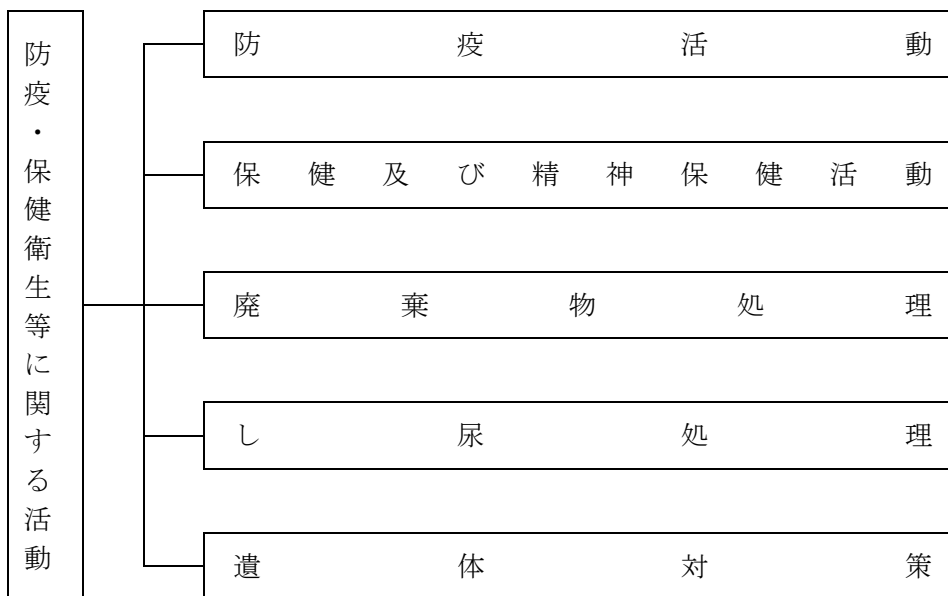 防疫・保健衛生等に関する活動
防疫活動
保健及び精神保健活動
廃棄物処理
し尿処理
遺体対策